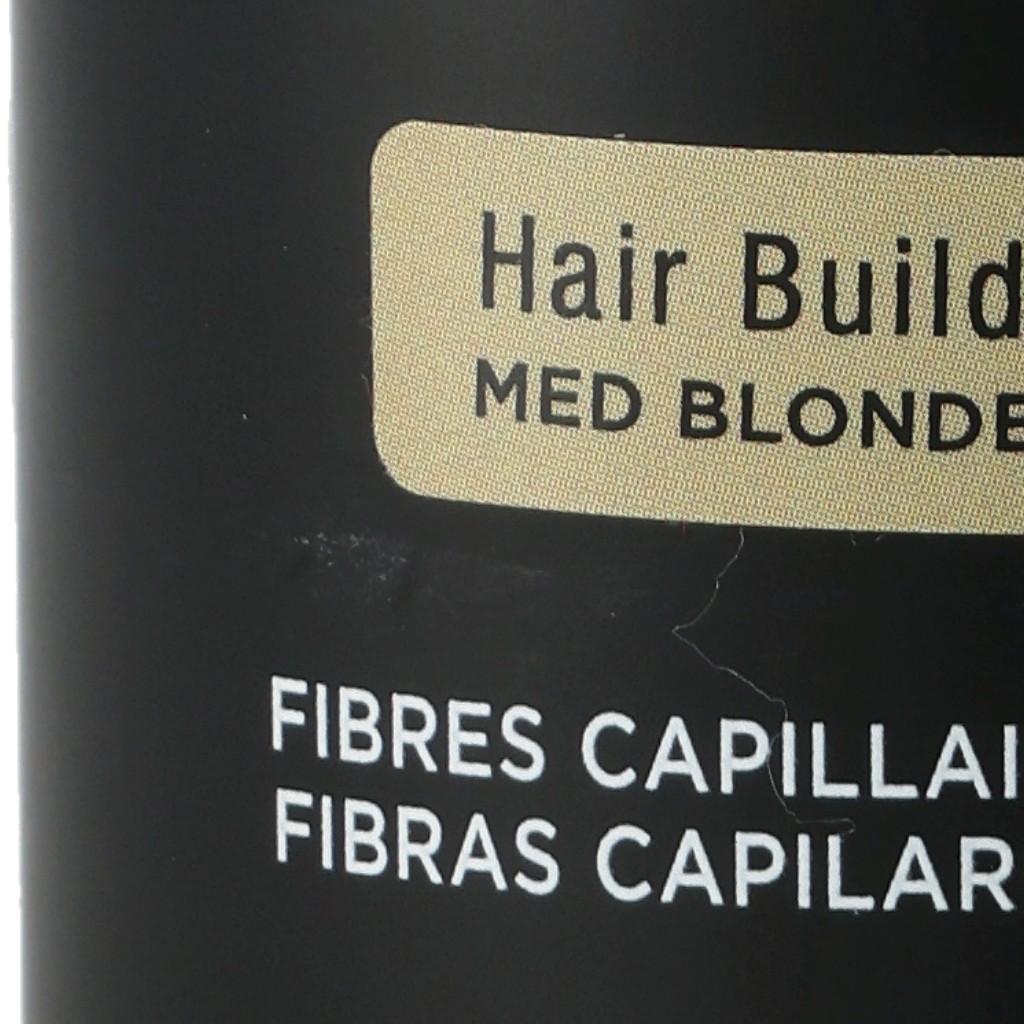 Hair Build
MED BLONDE
FIBRES CAPILLAI
FIBRAS CAPILAR